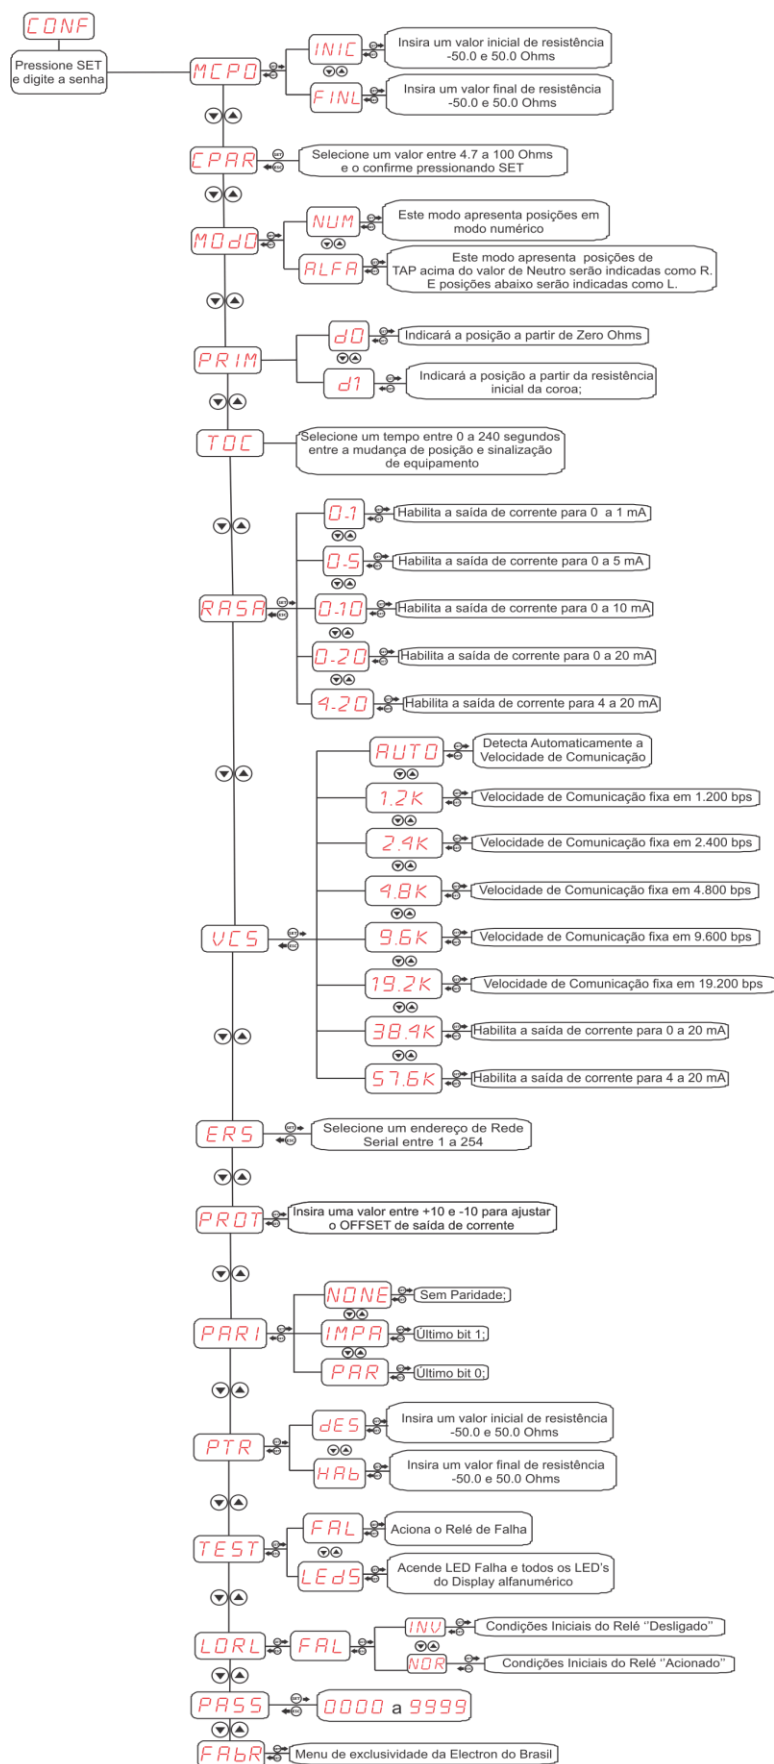 CONF
Pressione SET
e digite a senha
MCPO
INIC
Insira um valor inicial de resistência
-50.0 e 50.0 Ohms
FINL
Insira um valor final de resistência
-50.0 e 50.0 Ohms
CPAR
Selecione um valor entre 4.7 a 100 Ohms
e o confirme pressionando SET
MOdO
NUM
Este modo apresenta posições em
modo numérico
ALFA
Este modo apresenta posições de
TAP acima do valor de Neutro serão indicadas como R.
E posições abaixo serão indicadas como L.
PRIM
d0
Indicará a posição a partir de Zero Ohms
d1
Indicará a posição a partir da resistência
inicial da coroa;
TOC
Selecione um tempo entre 0 a 240 segundos
entre a mudança de posição e sinalização
de equipamento
RASA
0-1
Habilita a saída de corrente para 0 a 1 mA
0-5
Habilita a saída de corrente para 0 a 5 mA
0-10
Habilita a saída de corrente para 0 a 10 mA
0-20
Habilita a saída de corrente para 0 a 20 mA
4-20
Habilita a saída de corrente para 4 a 20 mA
VCS
AUTO
Detecta Automaticamente a
Velocidade de Comunicação
1.2K
Velocidade de Comunicação fixa em 1.200 bps
2.4K
Velocidade de Comunicação fixa em 2.400 bps
4.8K
Velocidade de Comunicação fixa em 4.800 bps
9.6K
Velocidade de Comunicação fixa em 9.600 bps
19.2K
Velocidade de Comunicação fixa em 19.200 bps
38.4K
Habilita a saída de corrente para 0 a 20 mA
57.6K
Habilita a saída de corrente para 4 a 20 mA
ERS
Selecione um endereço de Rede
Serial entre 1 a 254
PROT
Insira uma valor entre +10 e -10 para ajustar
o OFFSET de saída de corrente
PARI
NONE
Sem Paridade;
IMPA
Último bit 1;
PAR
Último bit 0;
PTR
dES
Insira um valor inicial de resistência
-50.0 e 50.0 Ohms
HAb
Insira um valor final de resistência
-50.0 e 50.0 Ohms
TEST
FAL
Aciona o Relé de Falha
LEdS
Acende LED Falha e todos os LED's
do Display alfanumérico
LORL
FAL
INV
Condições Iniciais do Relé "Desligado"
NOR
Condições Iniciais do Relé "Acionado"
PASS
0000 a 9999
FAbR
Menu de exclusividade da Electron do Brasil